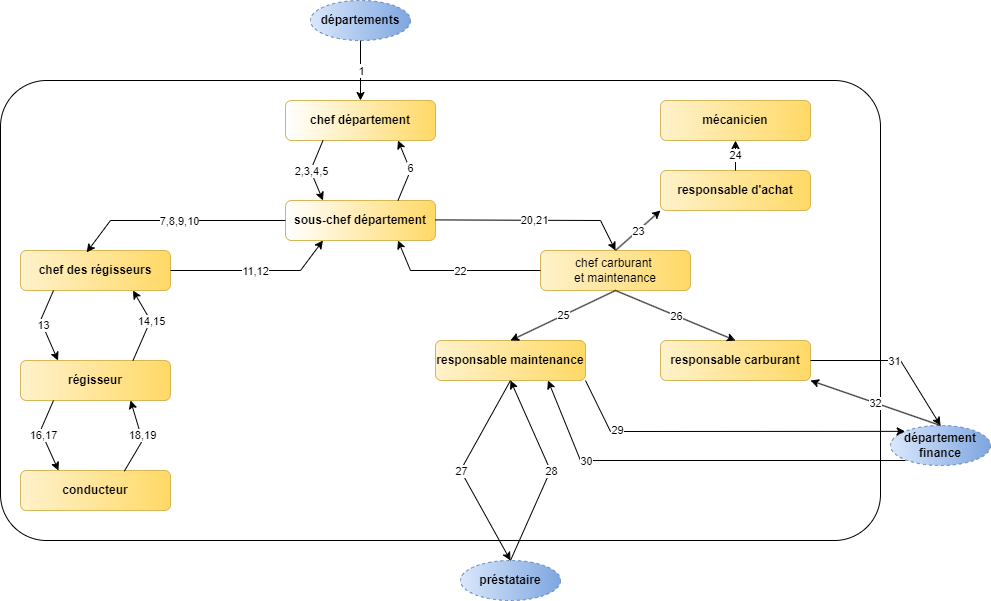 départements
1
chef département
mécanicien
2,3,4,5
6
24
responsable d'achat
7,8,9,10
sous-chef département
20,21
23
chef des régisseurs
11,12
22
chef carburant
et maintenance
13
14,15
25
26
responsable maintenance
responsable carburant
31
régisseur
32
16,17
18,19
29
département
finance
30
27
28
conducteur
préstataire